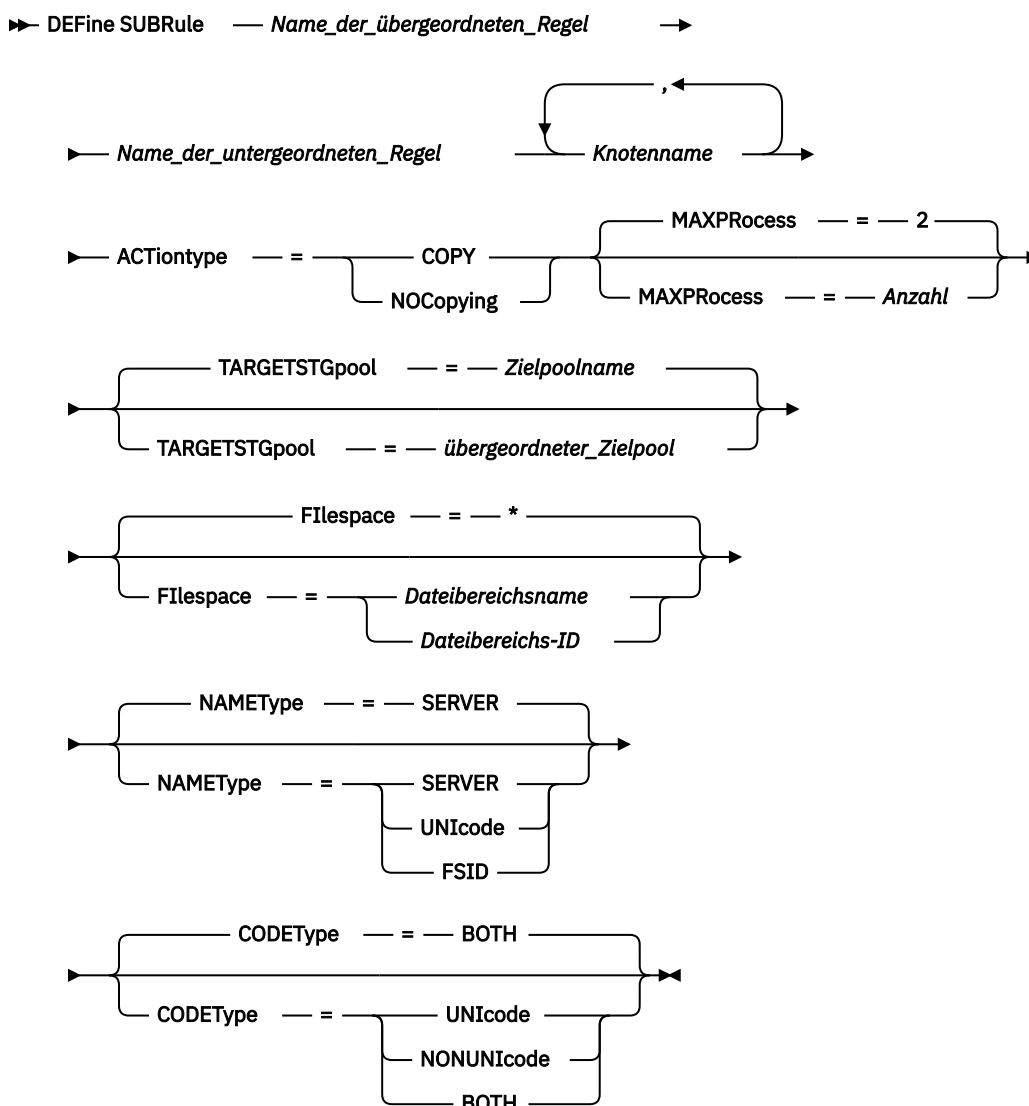 DEFine SUBRule Name_der_übergeordneten_Regel
,
Name_der_untergeordneten_Regel Knotenname
MAXPRocess = 2
ACTiontype = COPY
NOCopying MAXPRocess = Anzahl
TARGETSTGpool = Zielpoolname
TARGETSTGpool = übergeordneter_Zielpool
FIlespace = *
FIlespace = Dateibereichsname
Dateibereichs-ID
NAMEType = SERVER
NAMEType = SERVER
UNIcode
FSID
CODEType = BOTH
CODEType = UNIcode
NONUNIcode
BOTH